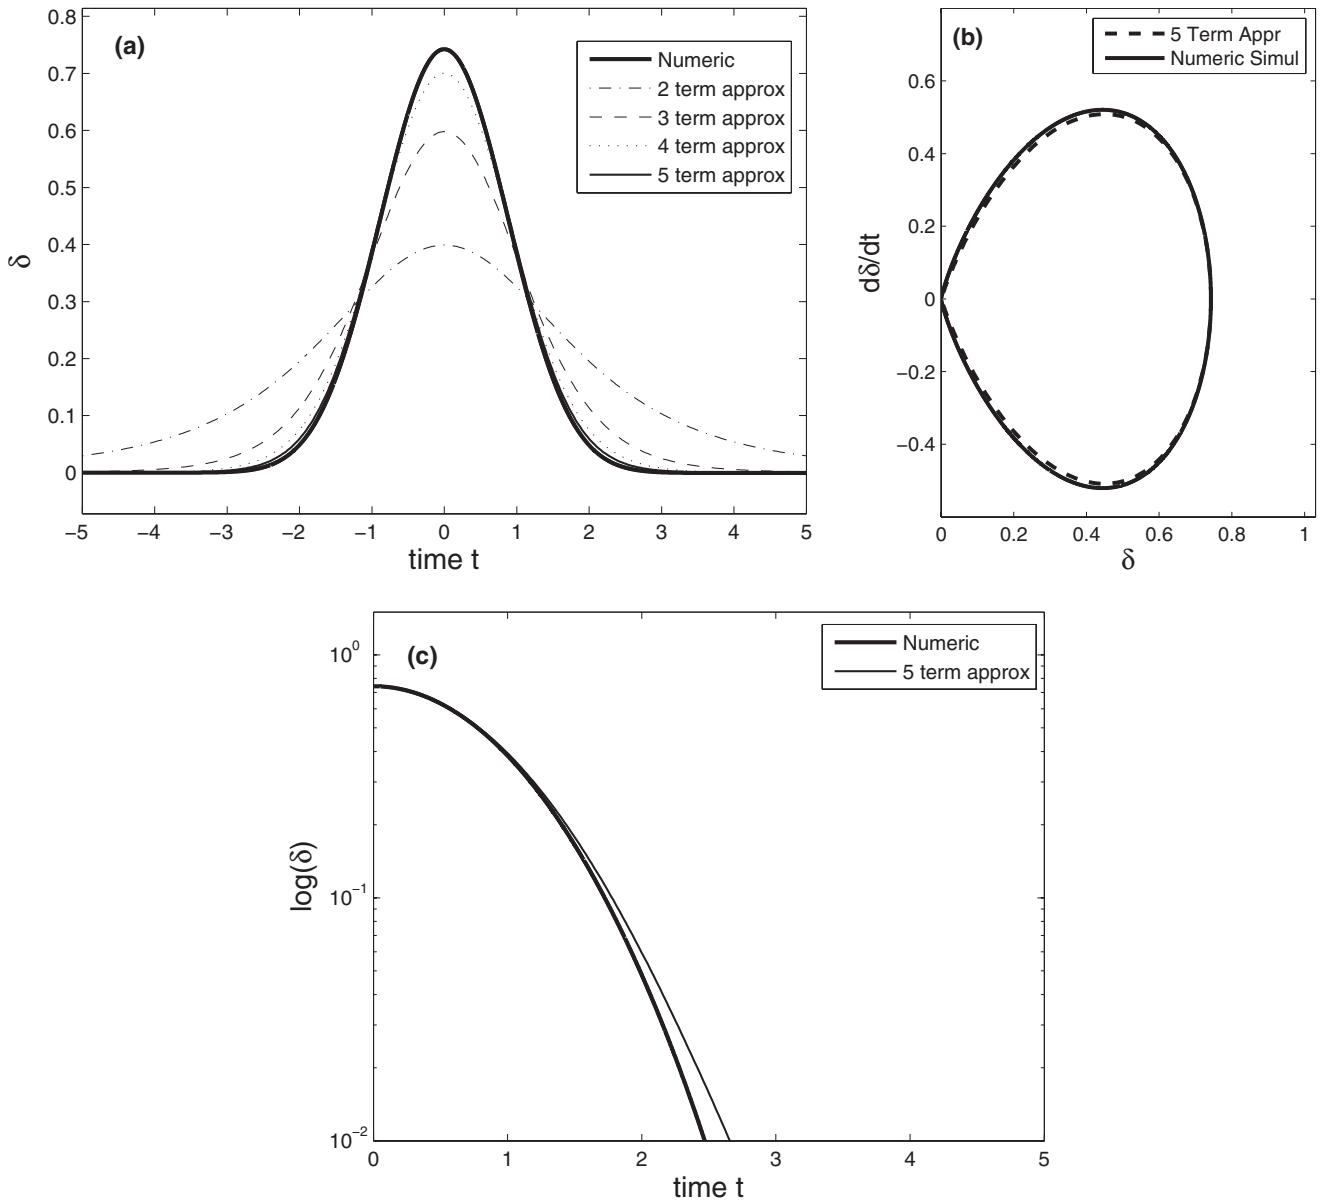 (a)
Numeric
2 term approx
3 term approx
4 term approx
5 term approx
0.8
0.7
0.6
0.5
0.4
0.3
0.2
0.1
0
δ
−5 −4 −3 −2 −1 0 1 2 3 4 5
time t
(b)
5 Term Appr
Numeric Simul
0.6
0.4
0.2
0
−0.2
−0.4
dδ/dt
0 0.2 0.4 0.6 0.8 1
δ
(c)
Numeric
5 term approx
10^0
10^−1
10^−2
log(δ)
0 1 2 3 4 5
time t